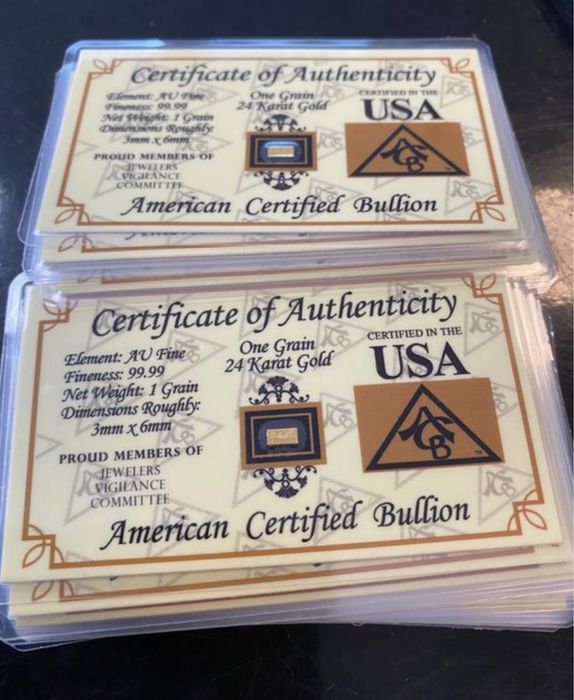 Certificate of Authenticity
Element: AU Fine
Fineness: 99.99
Net Weight: 1 Grain
Dimensions Roughly:
3mm x 6mm
PROUD MEMBERS OF
JEWELERS
VIGILANCE
COMMITTEE
One Grain
24 Karat Gold
CERTIFIED IN THE
USA
ACB
American Certified Bullion
Certificate of Authenticity
Element: AU Fine
Fineness: 99.99
Net Weight: 1 Grain
Dimensions Roughly:
3mm x 6mm
PROUD MEMBERS OF
JEWELERS
VIGILANCE
COMMITTEE
One Grain
24 Karat Gold
CERTIFIED IN THE
USA
ACB
TM
American Certified Bullion